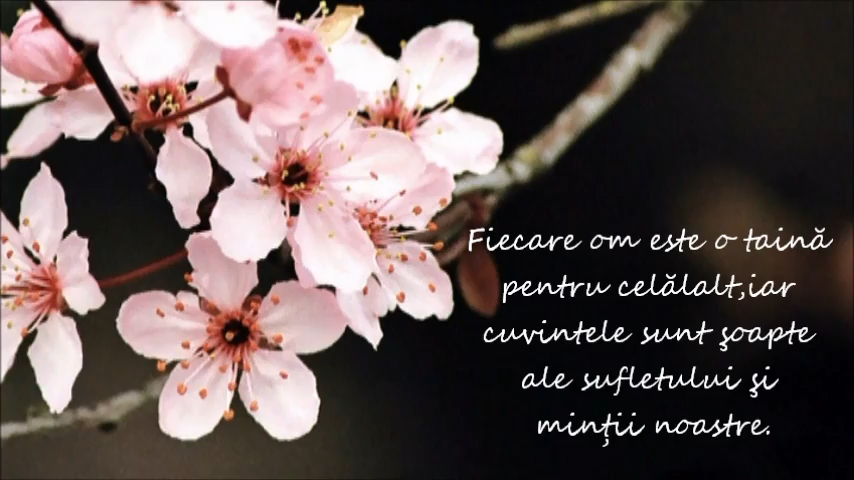 Fiecare om este o taină
pentru celălalt,iar
cuvintele sunt şoapte
ale sufletului şi
minţii noastre.